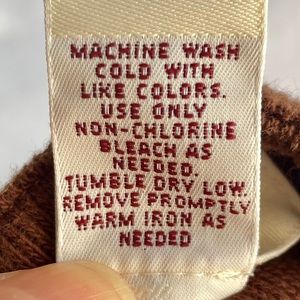 MACHINE WASH
COLD WITH
LIKE COLORS.
USE ONLY
NON-CHLORINE
BLEACH AS
NEEDED.
TUMBLE DRY LOW.
REMOVE PROMPTLY
WARM IRON AS
NEEDED